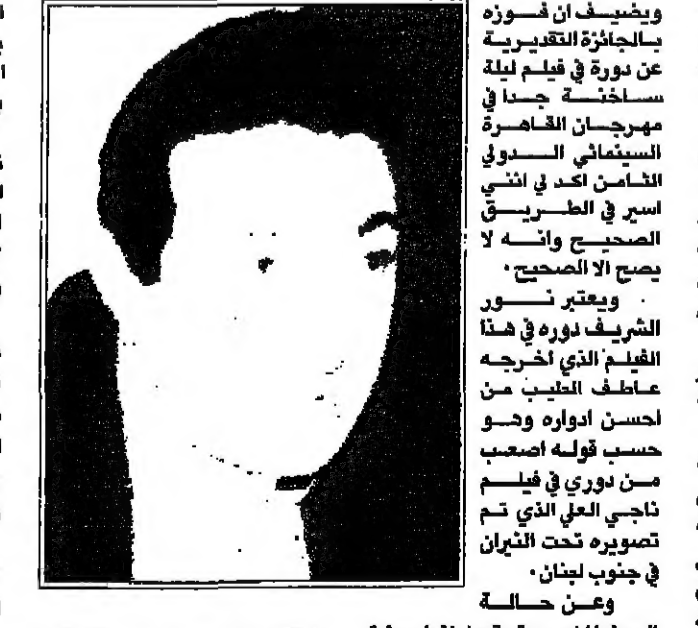 ويضيف ان فوزه
بالجائزة التقديرية
عن دورة في فيلم ليلة
ساخنة جدا في
مهرجان القاهرة
السينمائي الدولي
الثامن اكد لي انني
اسير في الطريق
الصحيح وانه لا
يصح الا الصحيح ٠
ويعتبر نور
الشريف دوره في هذا
الفيلم الذي اخرجه
عاطف الطيب من
احسن ادواره وهو
حسب قوله اصعب
من دوري في فيلم
ناجي العلي الذي تم
تصويره تحت النيران
في جنوب لبنان ٠
وعن حالة